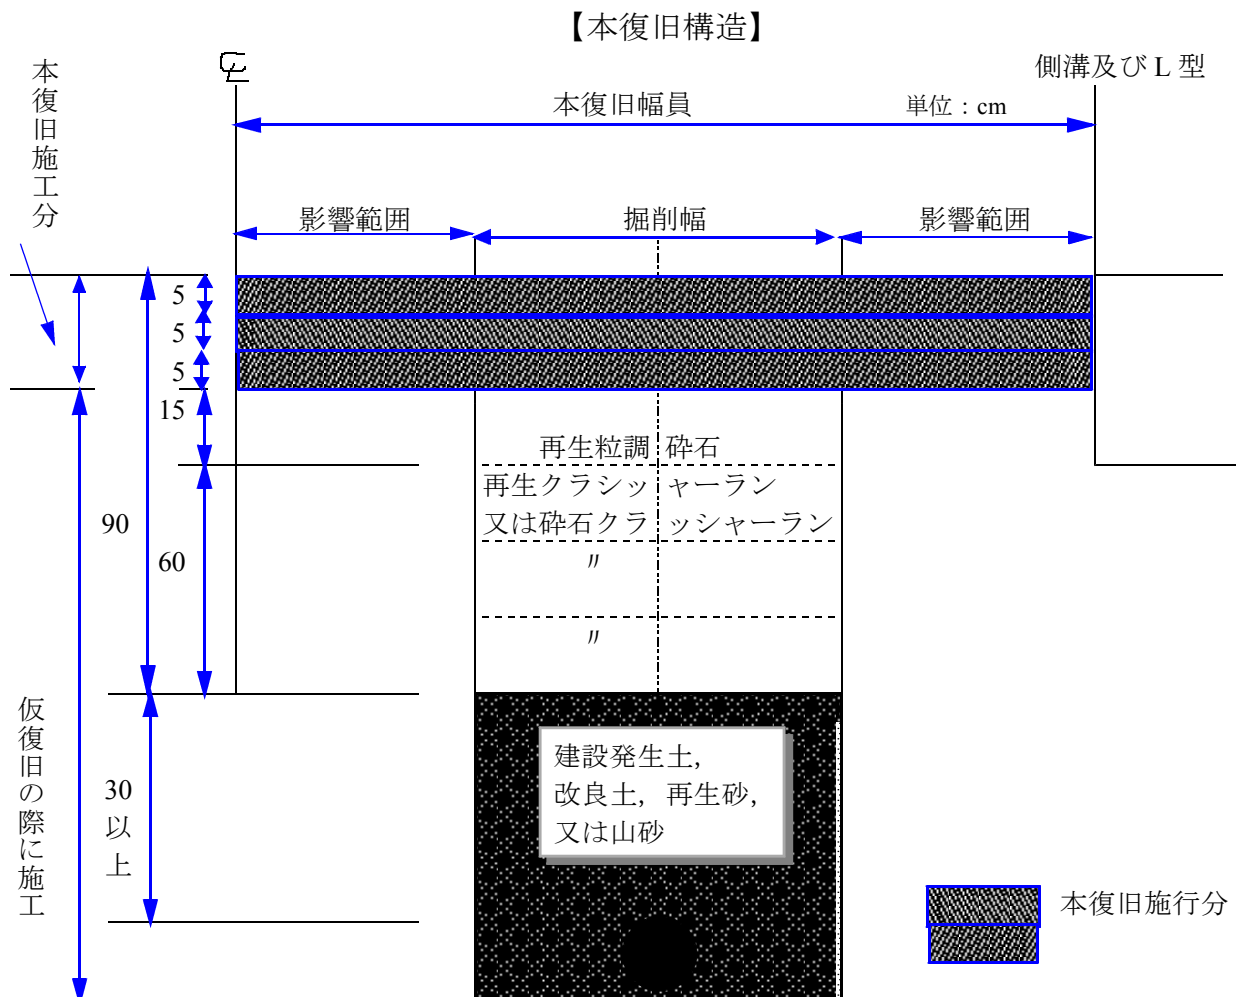 【本復旧構造】
℄
側溝及び L 型
本復旧幅員
単位：cm
本復旧施工分
影響範囲
掘削幅
影響範囲
5
5
5
15
再生粒調砕石
再生クラシッャーラン
又は砕石クラッシャーラン
90
60
〃
〃
仮復旧の際に施工
30以上
建設発生土，
改良土，再生砂，
又は山砂
本復旧施行分